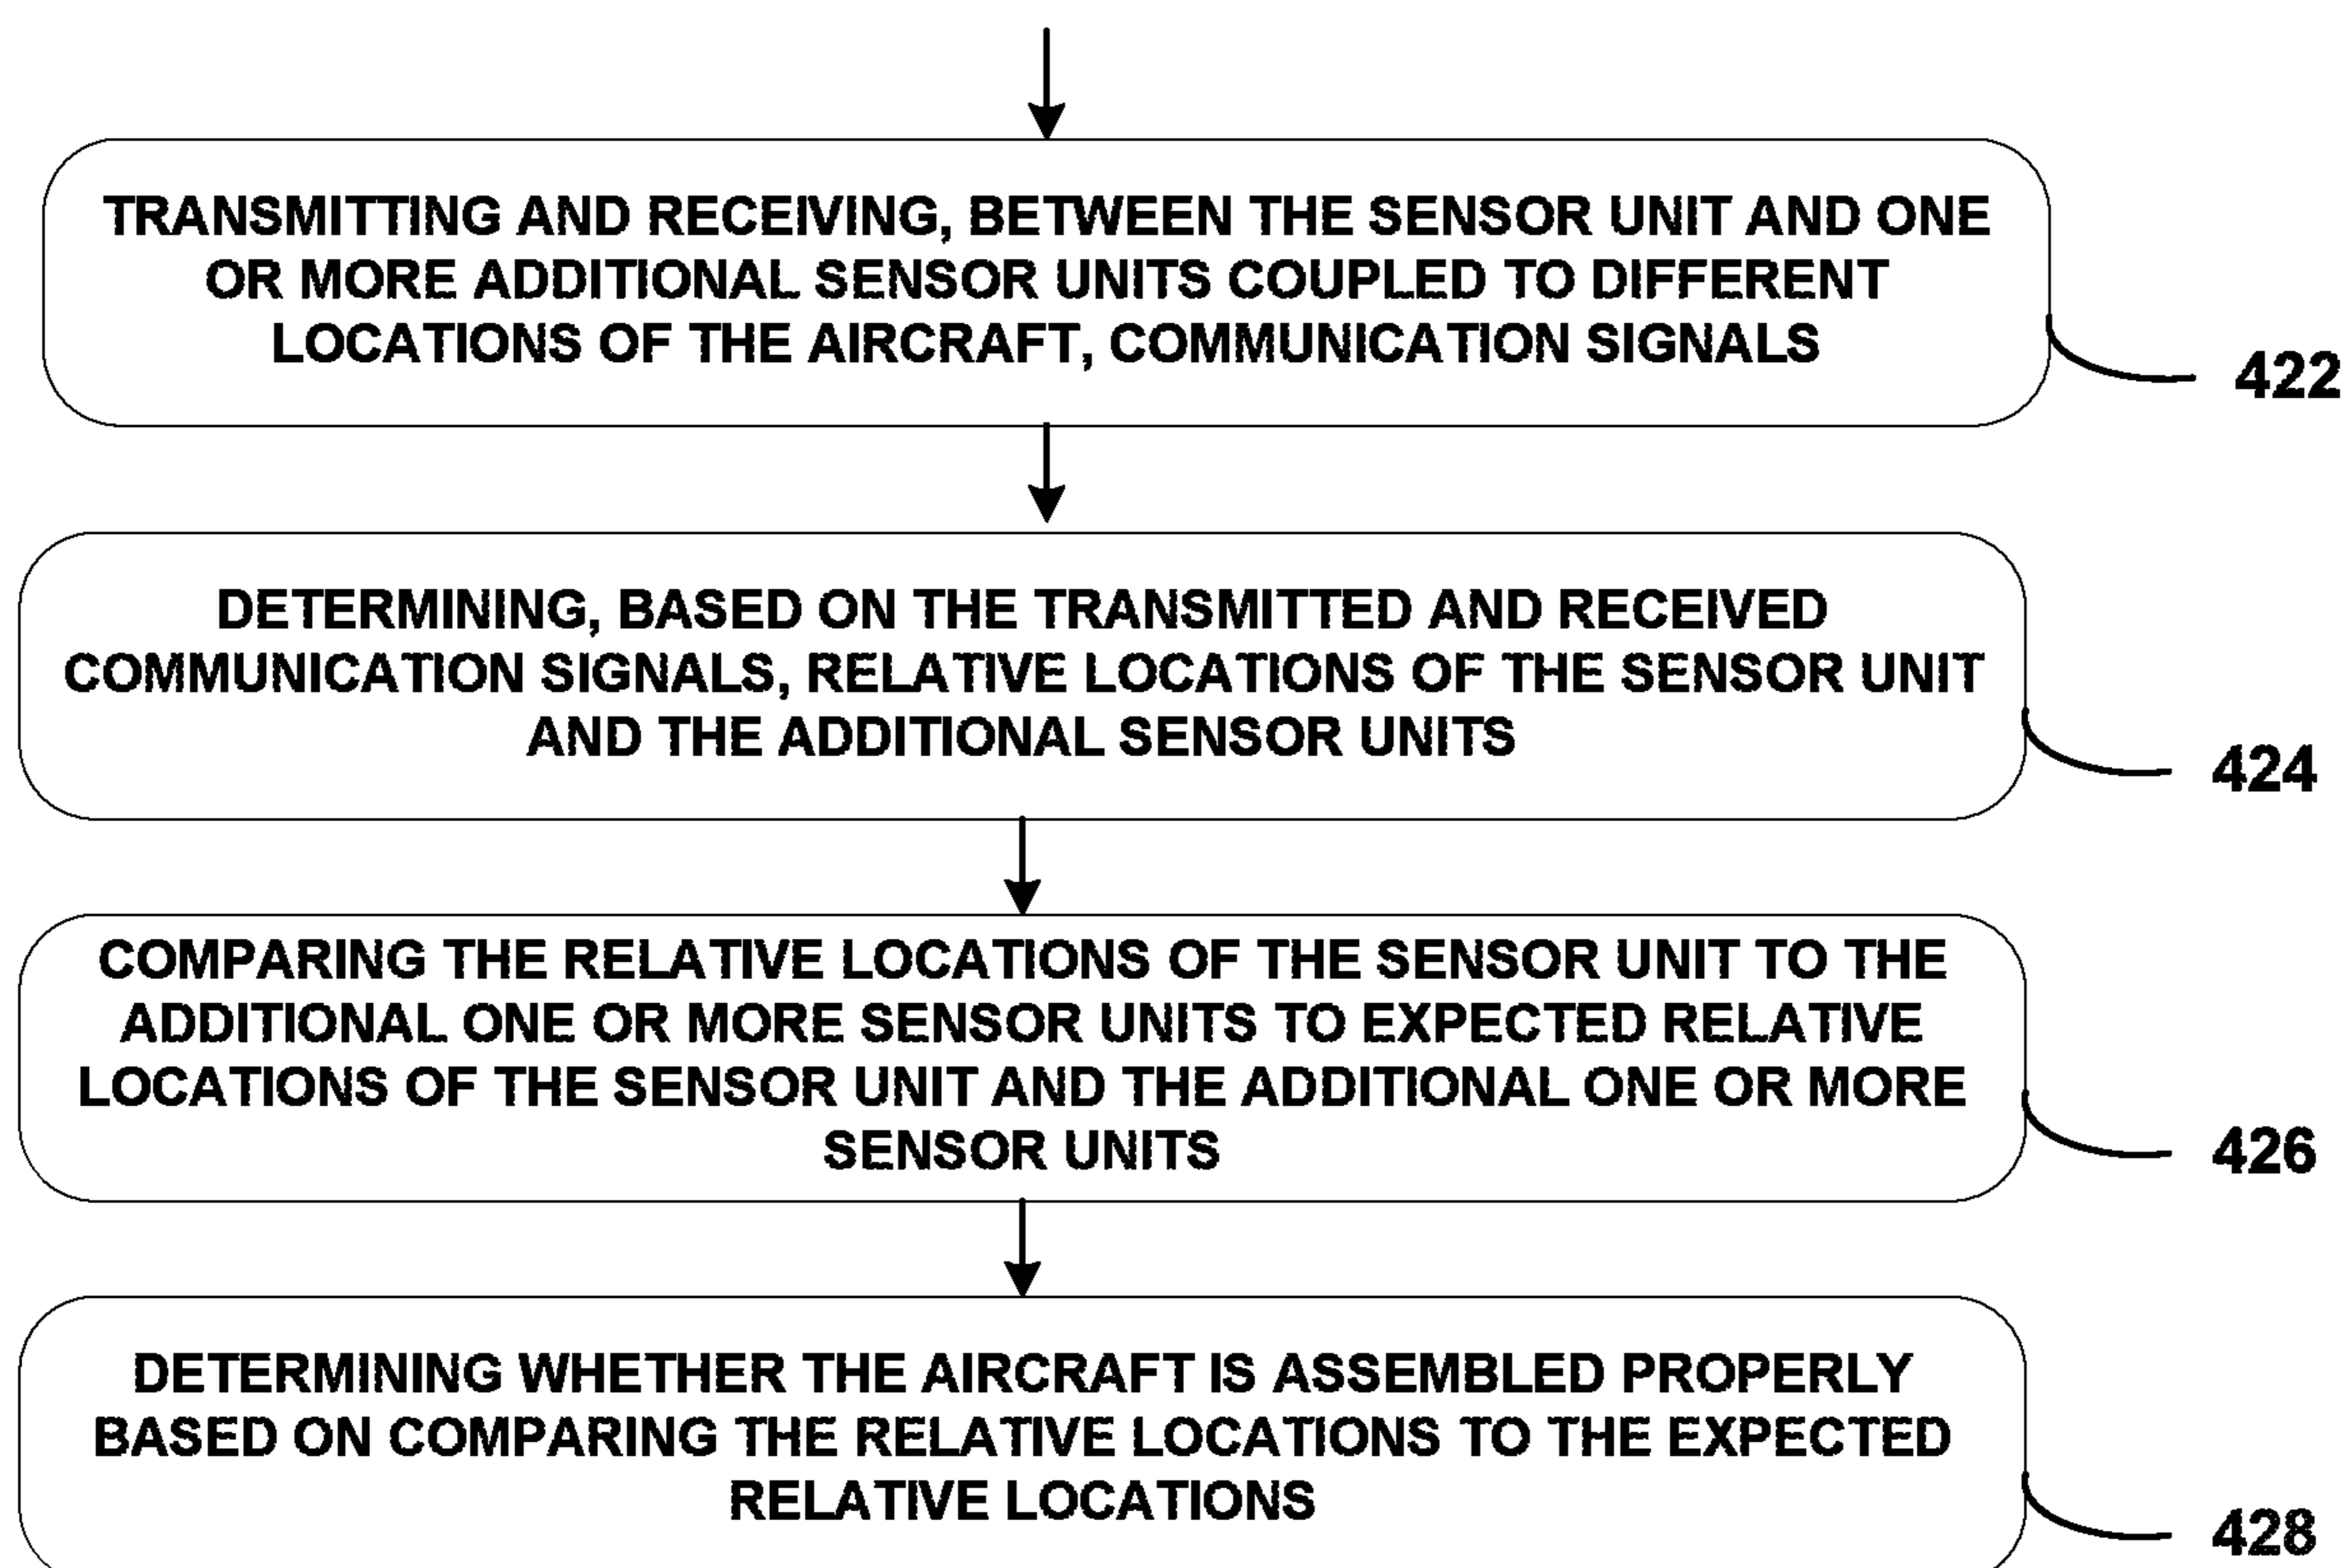 TRANSMITTING AND RECEIVING, BETWEEN THE SENSOR UNIT AND ONE
OR MORE ADDITIONAL SENSOR UNITS COUPLED TO DIFFERENT
LOCATIONS OF THE AIRCRAFT, COMMUNICATION SIGNALS
422
DETERMINING, BASED ON THE TRANSMITTED AND RECEIVED
COMMUNICATION SIGNALS, RELATIVE LOCATIONS OF THE SENSOR UNIT
AND THE ADDITIONAL SENSOR UNITS
424
COMPARING THE RELATIVE LOCATIONS OF THE SENSOR UNIT TO THE
ADDITIONAL ONE OR MORE SENSOR UNITS TO EXPECTED RELATIVE
LOCATIONS OF THE SENSOR UNIT AND THE ADDITIONAL ONE OR MORE
SENSOR UNITS
426
DETERMINING WHETHER THE AIRCRAFT IS ASSEMBLED PROPERLY
BASED ON COMPARING THE RELATIVE LOCATIONS TO THE EXPECTED
RELATIVE LOCATIONS
428